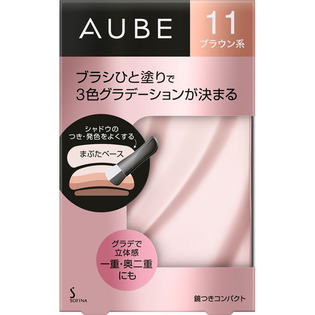 AUBE
11
ブラウン系
ブラシひと塗りで
3色グラデーションが決まる
シャドウの
つき・発色をよくする
まぶたベース
グラデで
立体感
一重・奥二重
にも
S
SOFINA
鏡つきコンパクト